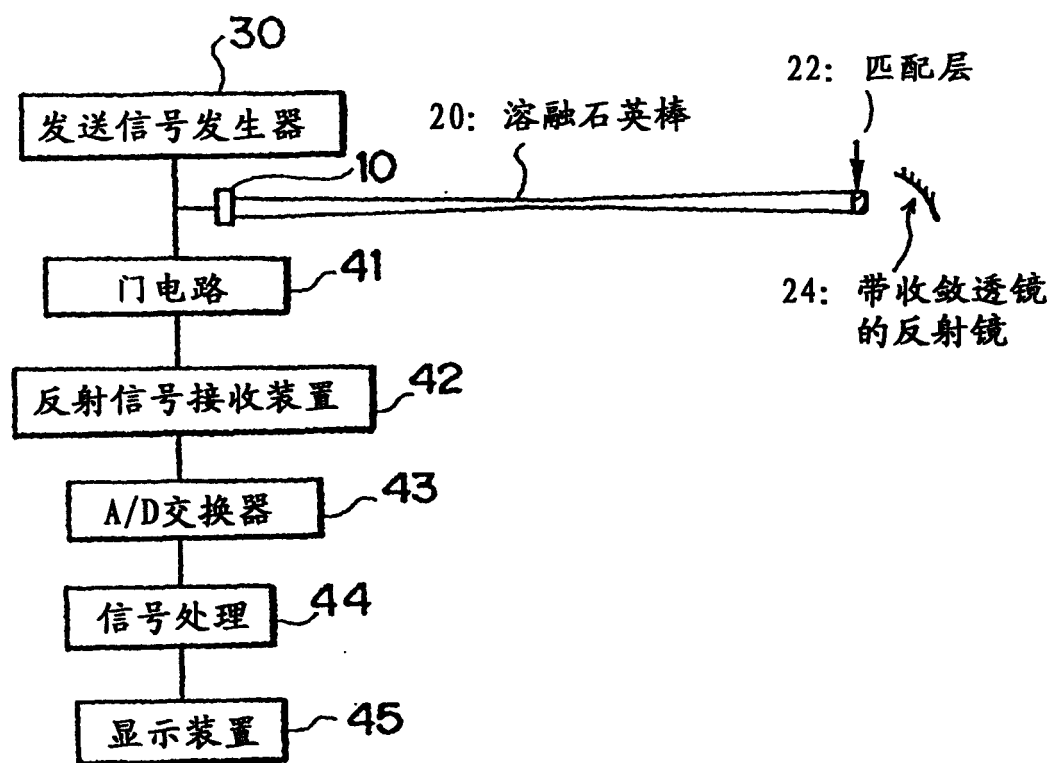 30
发送信号发生器
10
20: 溶融石英棒
22: 匹配层
24: 带收敛透镜
的反射镜
门电路
41
反射信号接收装置
42
A/D交换器
43
信号处理
44
显示装置
45